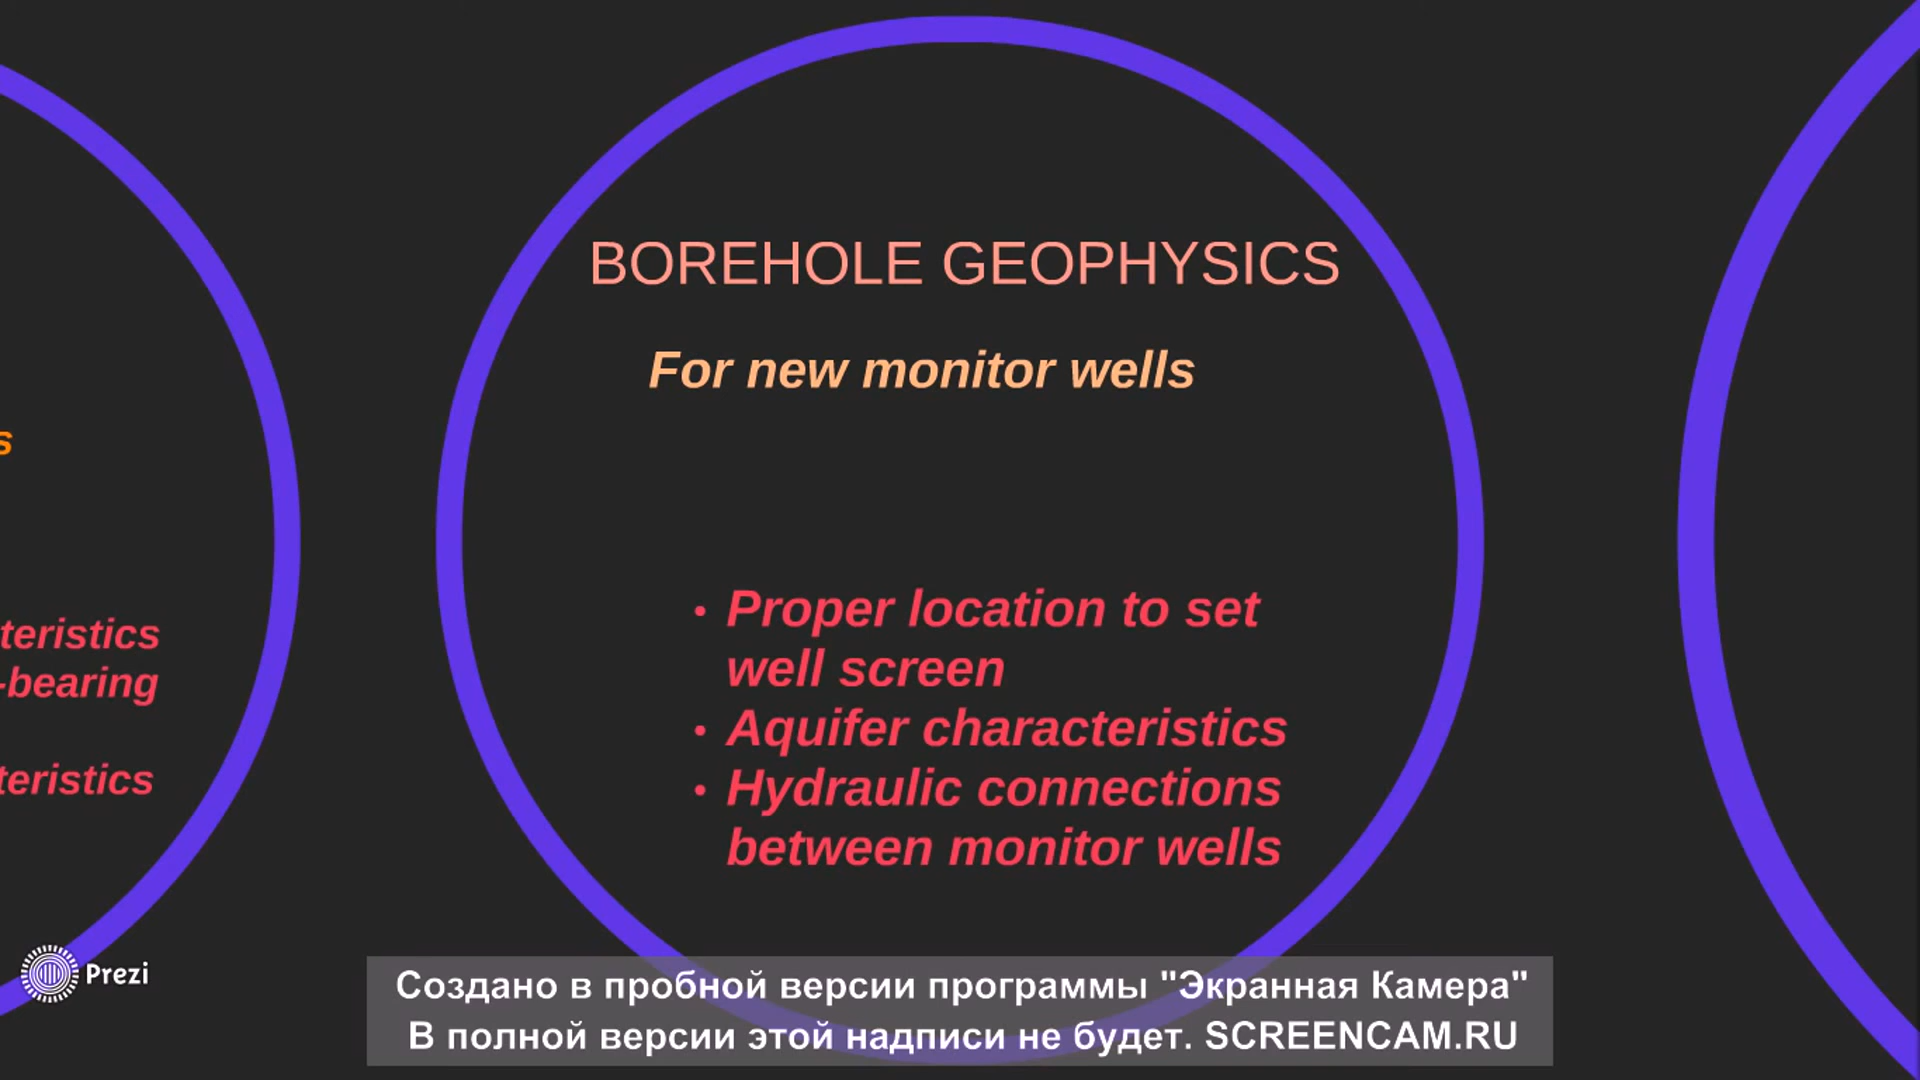 BOREHOLE GEOPHYSICS
For new monitor wells
s
• Proper location to set
well screen
• Aquifer characteristics
• Hydraulic connections
between monitor wells
teristics
-bearing
teristics
Prezi
Создано в пробной версии программы "Экранная Камера"
В полной версии этой надписи не будет. SCREENCAM.RU